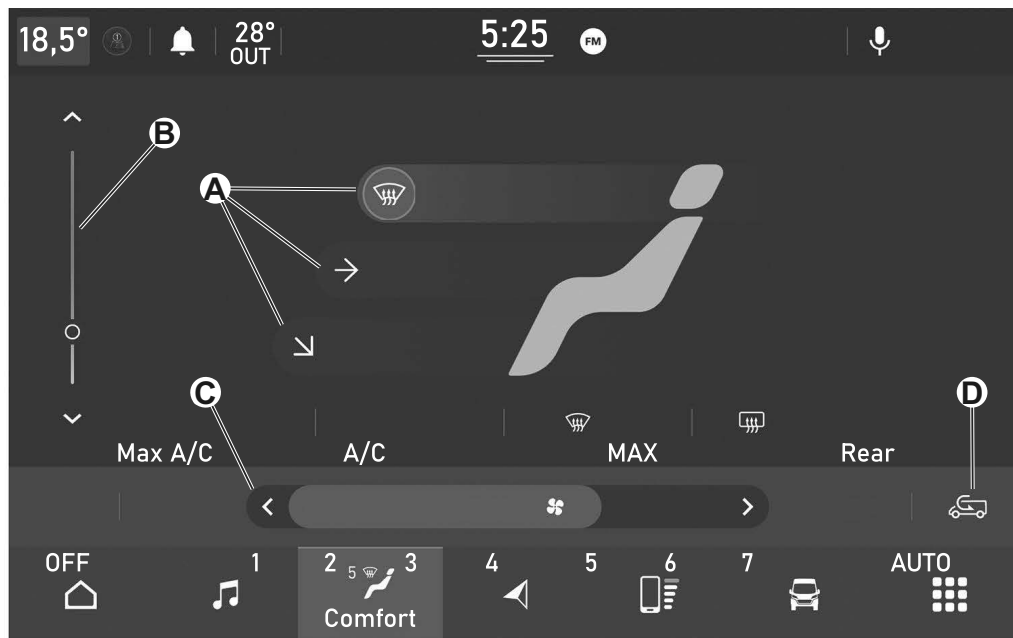 18,5° 1 28° 5:25 FM
OUT
B
A
C
D
Max A/C A/C MAX Rear
OFF 1 2 5 3 4 5 6 7 AUTO
Comfort